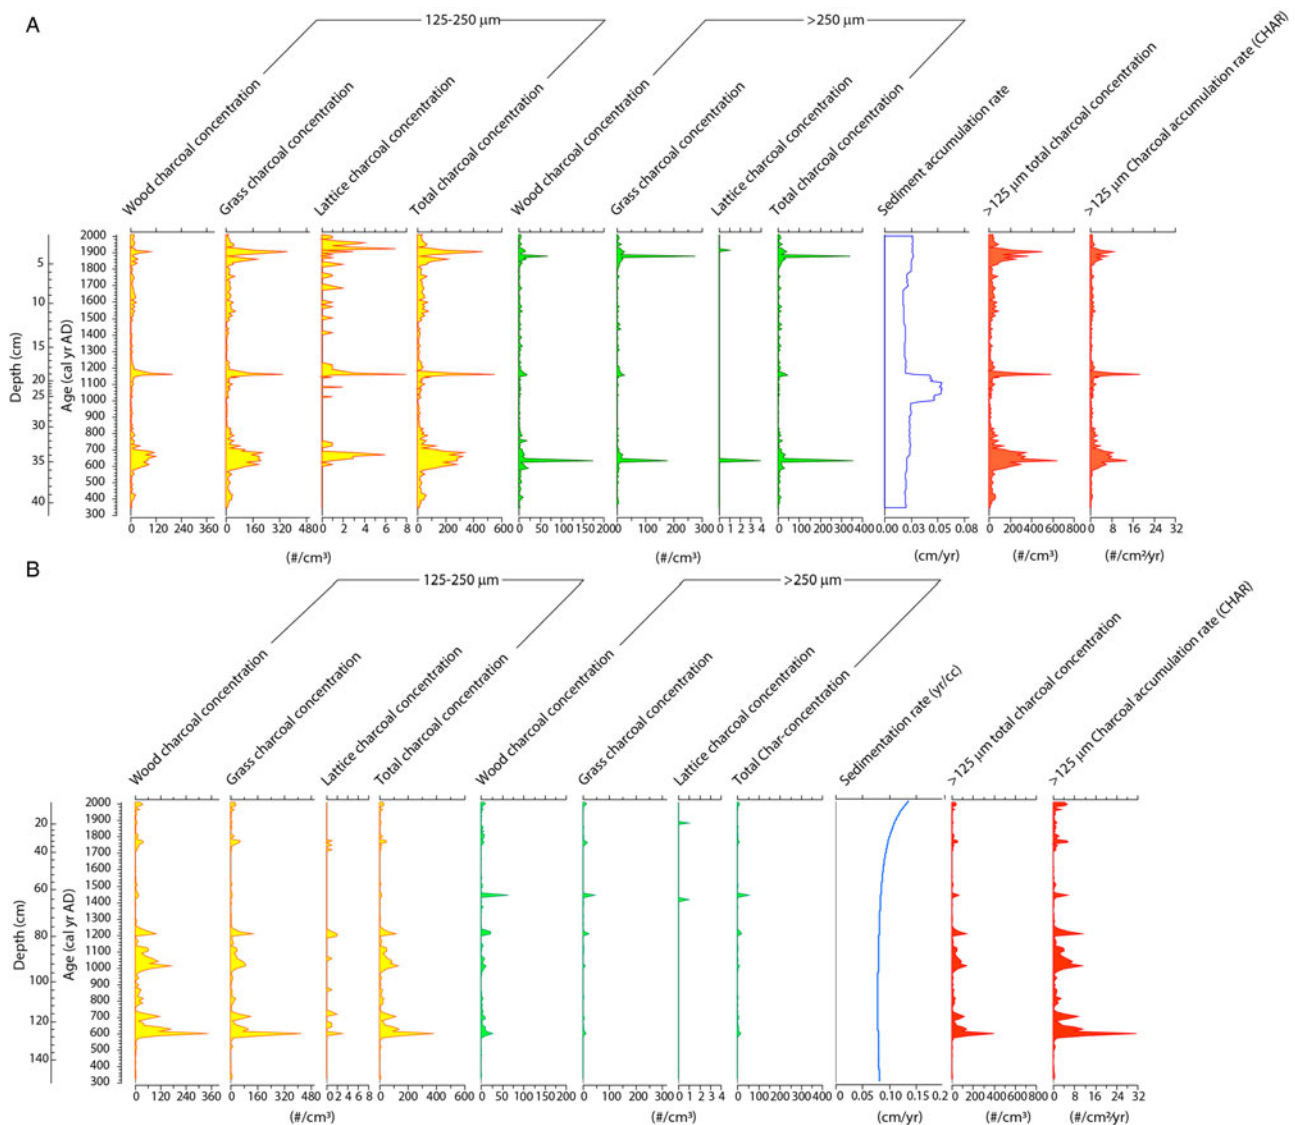 A
125-250 μm
>250 μm
Wood charcoal concentration
Grass charcoal concentration
Lattice charcoal concentration
Total charcoal concentration
Wood charcoal concentration
Grass charcoal concentration
Lattice charcoal concentration
Total charcoal concentration
Sediment accumulation rate
>125 μm total charcoal concentration
>125 μm Charcoal accumulation rate (CHAR)
Depth (cm)
5
10
15
20
25
30
35
40
Age (cal yr AD)
2000
1900
1800
1700
1600
1500
1400
1300
1200
1100
1000
900
800
700
600
500
400
300
0 120 240 360
0 160 320 480
0 2 4 6 8
0 200 400 600
0 50 100 150 200
0 100 200 300
0 1 2 3 4
0 100 200 300 400
0.00 0.03 0.05 0.08
0 200 400 600 800
0 8 16 24 32
(#/cm³)
(#/cm³)
(cm/yr)
(#/cm³)
(#/cm²/yr)
B
125-250 μm
>250 μm
Wood charcoal concentration
Grass charcoal concentration
Lattice charcoal concentration
Total charcoal concentration
Wood charcoal concentration
Grass charcoal concentration
Lattice charcoal concentration
Total Char-concentration
Sedimentation rate (yr/cc)
>125 μm total charcoal concentration
>125 μm Charcoal accumulation rate (CHAR)
Depth (cm)
20
40
60
80
100
120
140
Age (cal yr AD)
2000
1900
1800
1700
1600
1500
1400
1300
1200
1100
1000
900
800
700
600
500
400
300
0 120 240 360
0 160 320 480
0 2 4 6 8
0 200 400 600
0 50 100 150 200
0 100 200 300
0 1 2 3 4
0 100 200 300 400
0 0.05 0.1 0.15 0.2
0 200 400 600 800
0 8 16 24 32
(#/cm³)
(#/cm³)
(cm/yr)
(#/cm³)
(#/cm²/yr)